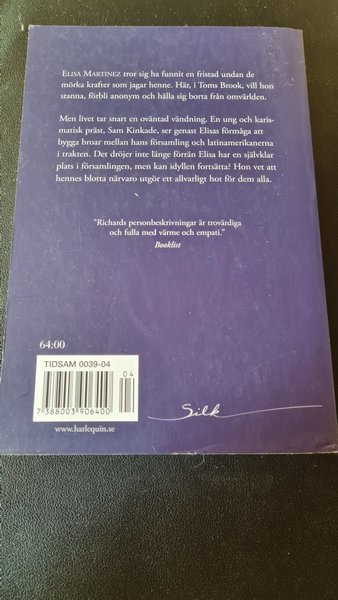 ELISA MARTINEZ tror sig ha funnit en fristad undan de
mörka krafter som jagar henne. Här, i Toms Brook, vill hon
stanna, förbli anonym och hålla sig borta från omvärlden.
Men livet tar snart en oväntad vändning. En ung och karis-
matisk präst, Sam Kinkade, ser genast Elisas förmåga att
bygga broar mellan hans församling och latinamerikanerna
i trakten. Det dröjer inte länge förrän Elisa har en självklar
plats i församlingen, men kan idyllen fortsätta? Hon vet att
hennes blotta närvaro utgör ett allvarligt hot för dem alla.
"Richards personbeskrivningar är trovärdiga
och fulla med värme och empati."
Booklist
64:00
TIDSAM 0039-04
04
7 388003 906400
www.harlequin.se
Silk